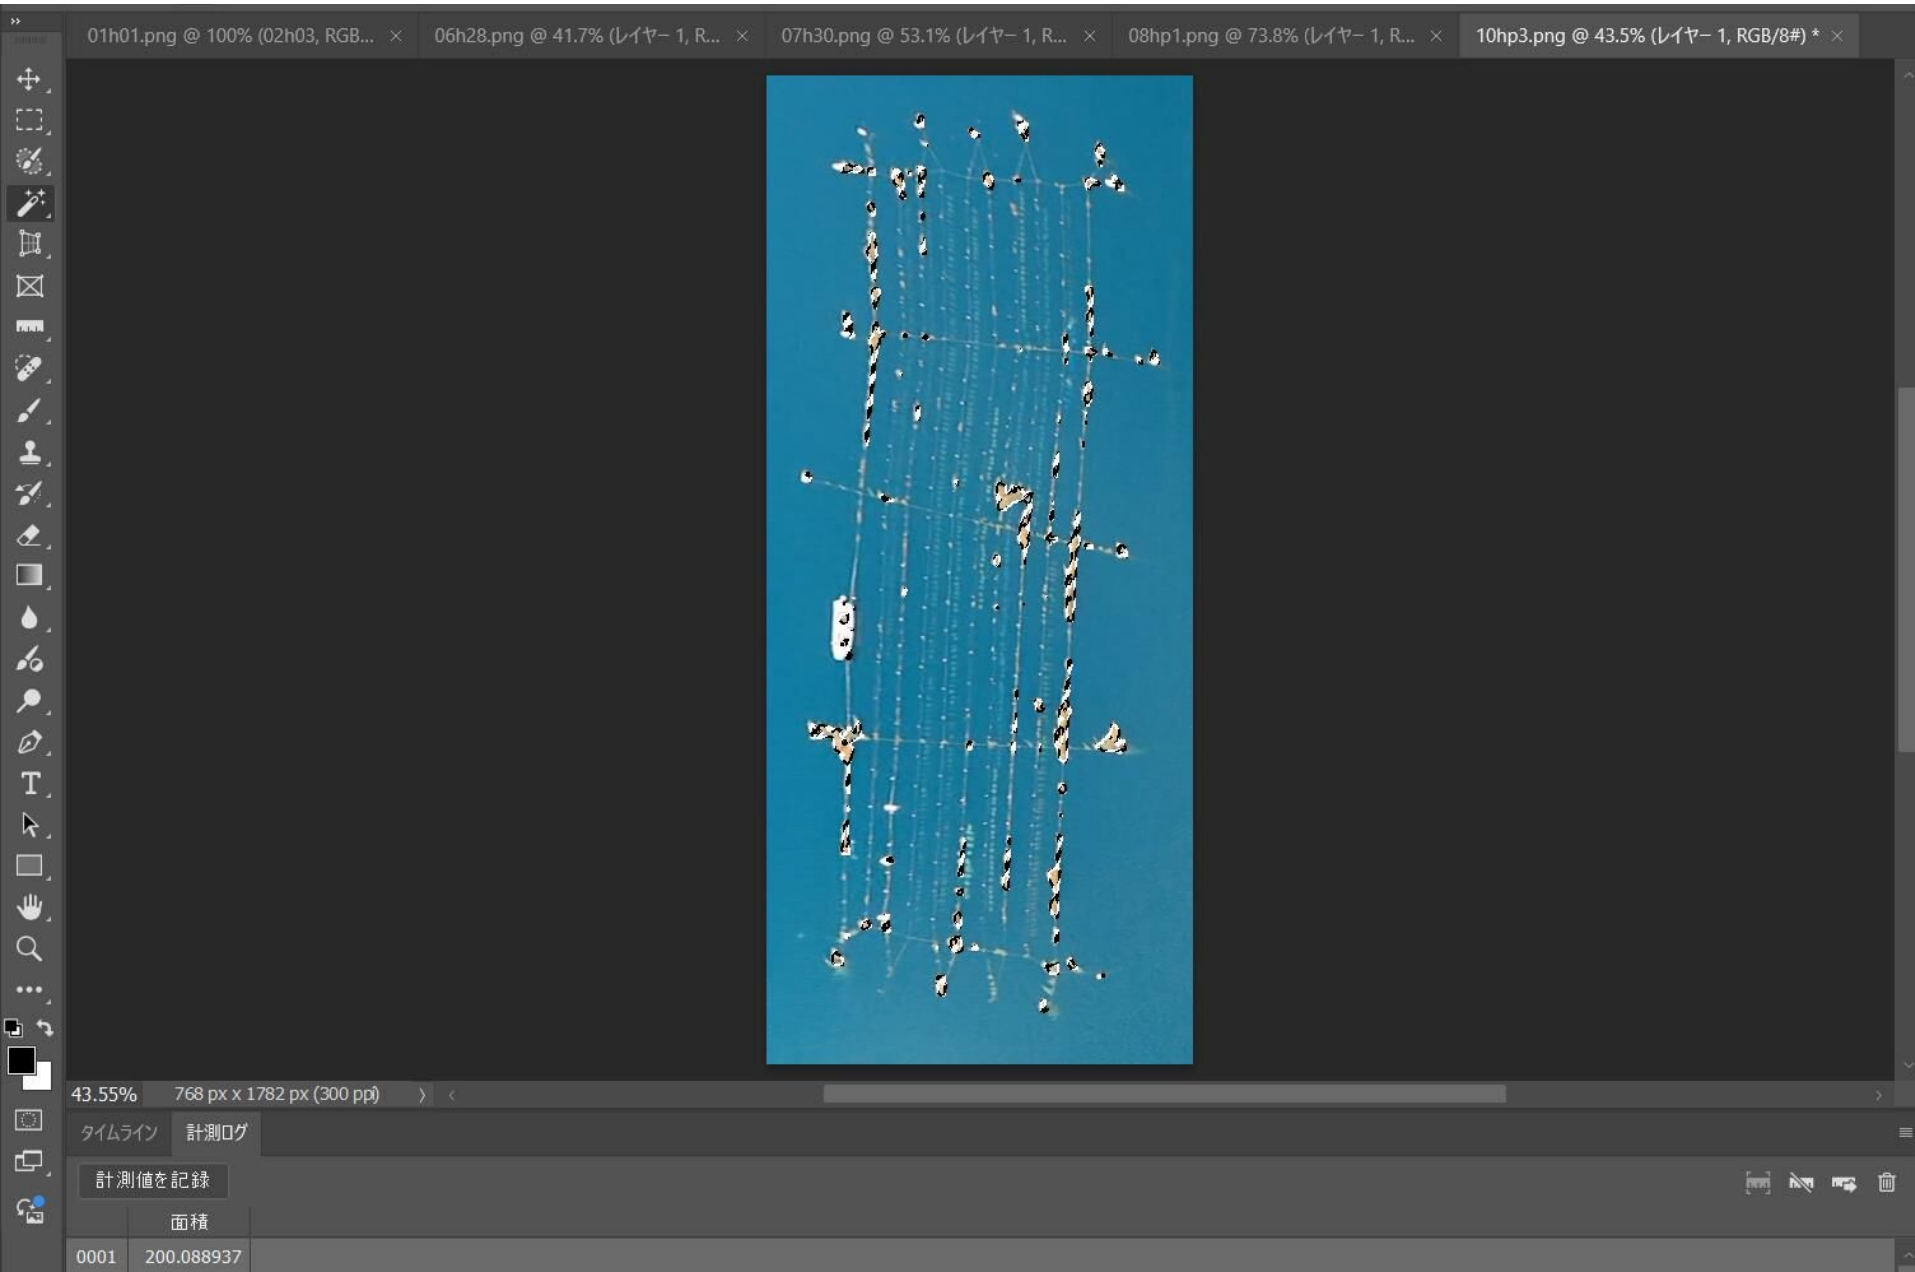 01h01.png @ 100% (02h03, RGB... ×
06h28.png @ 41.7% (レイヤー 1, R... ×
07h30.png @ 53.1% (レイヤー 1, R... ×
08hp1.png @ 73.8% (レイヤー 1, R... ×
10hp3.png @ 43.5% (レイヤー 1, RGB/8#) * ×
T
43.55%
768 px x 1782 px (300 ppi)
タイムライン
計測ログ
計測値を記録
面積
0001 200.088937